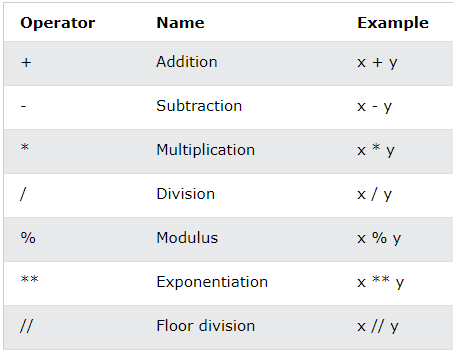 Operator Name Example
+ Addition x + y
- Subtraction x - y
* Multiplication x * y
/ Division x / y
% Modulus x % y
** Exponentiation x ** y
// Floor division x // y